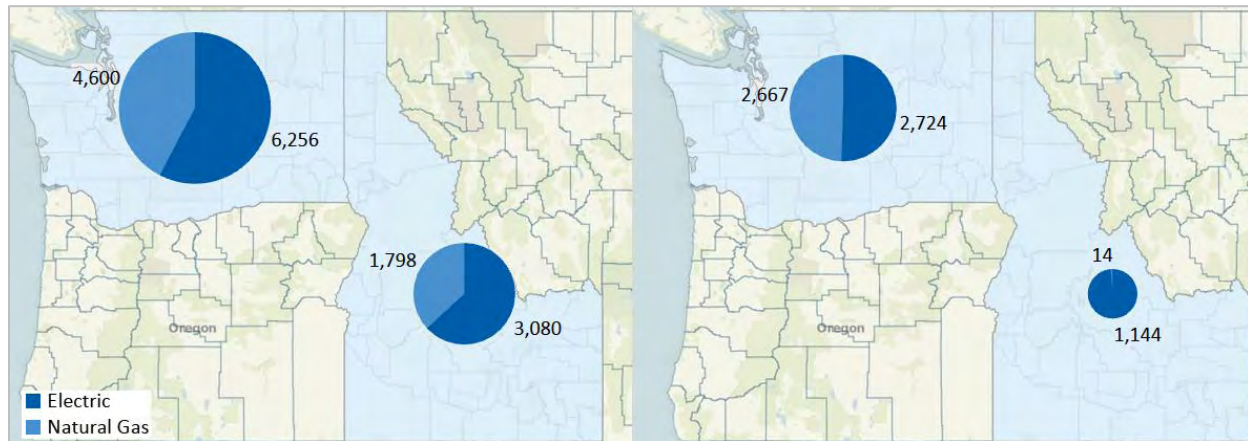 4,600
6,256
1,798
3,080
Oregon
Electric
Natural Gas
2,667
2,724
14
1,144
Oregon